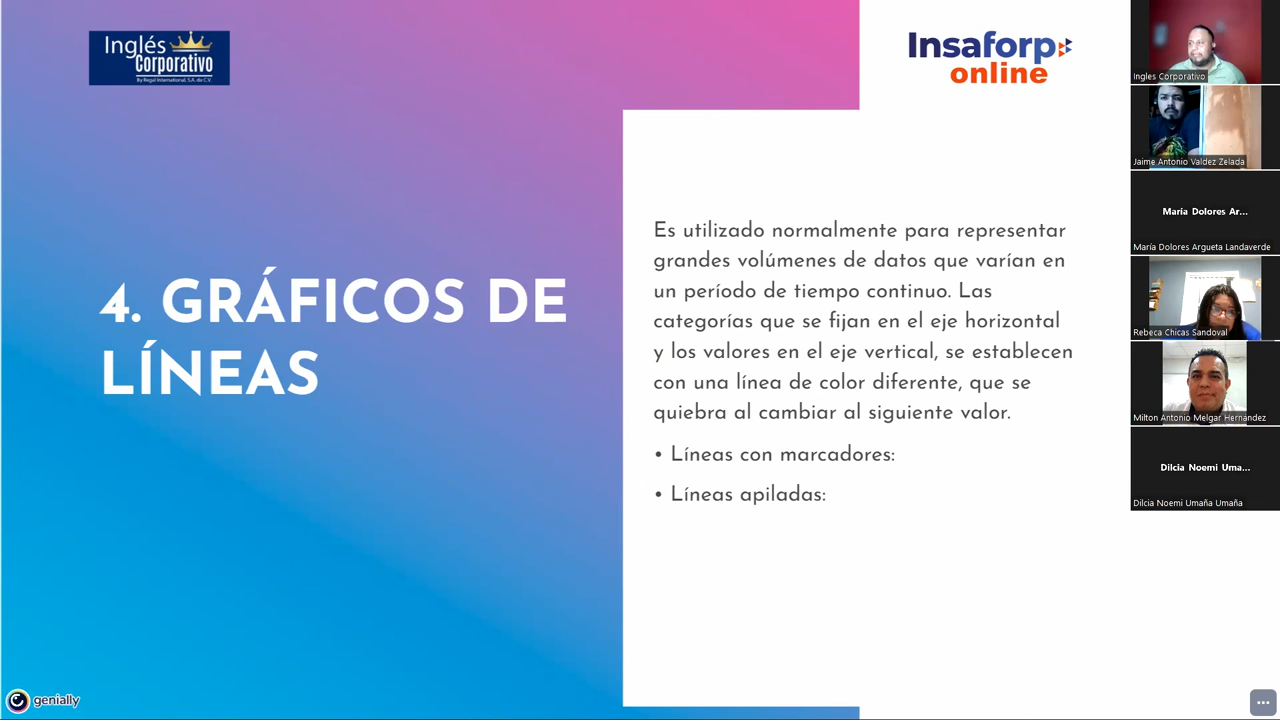 Inglés
Corporativo
By Regal International, S.A. de C.V.
Insaforp
online
4. GRÁFICOS DE
LÍNEAS
Es utilizado normalmente para representar
grandes volúmenes de datos que varían en
un período de tiempo continuo. Las
categorías que se fijan en el eje horizontal
y los valores en el eje vertical, se establecen
con una línea de color diferente, que se
quiebra al cambiar al siguiente valor.
• Líneas con marcadores:
• Líneas apiladas:
genially
Ingles Corporativo
Jaime Antonio Valdez Zelada
María Dolores Ar...
María Dolores Argueta Landaverde
Rebeca Chicas Sandoval
Milton Antonio Melgar Hernández
Dilcia Noemi Uma...
Dilcia Noemi Umaña Umaña